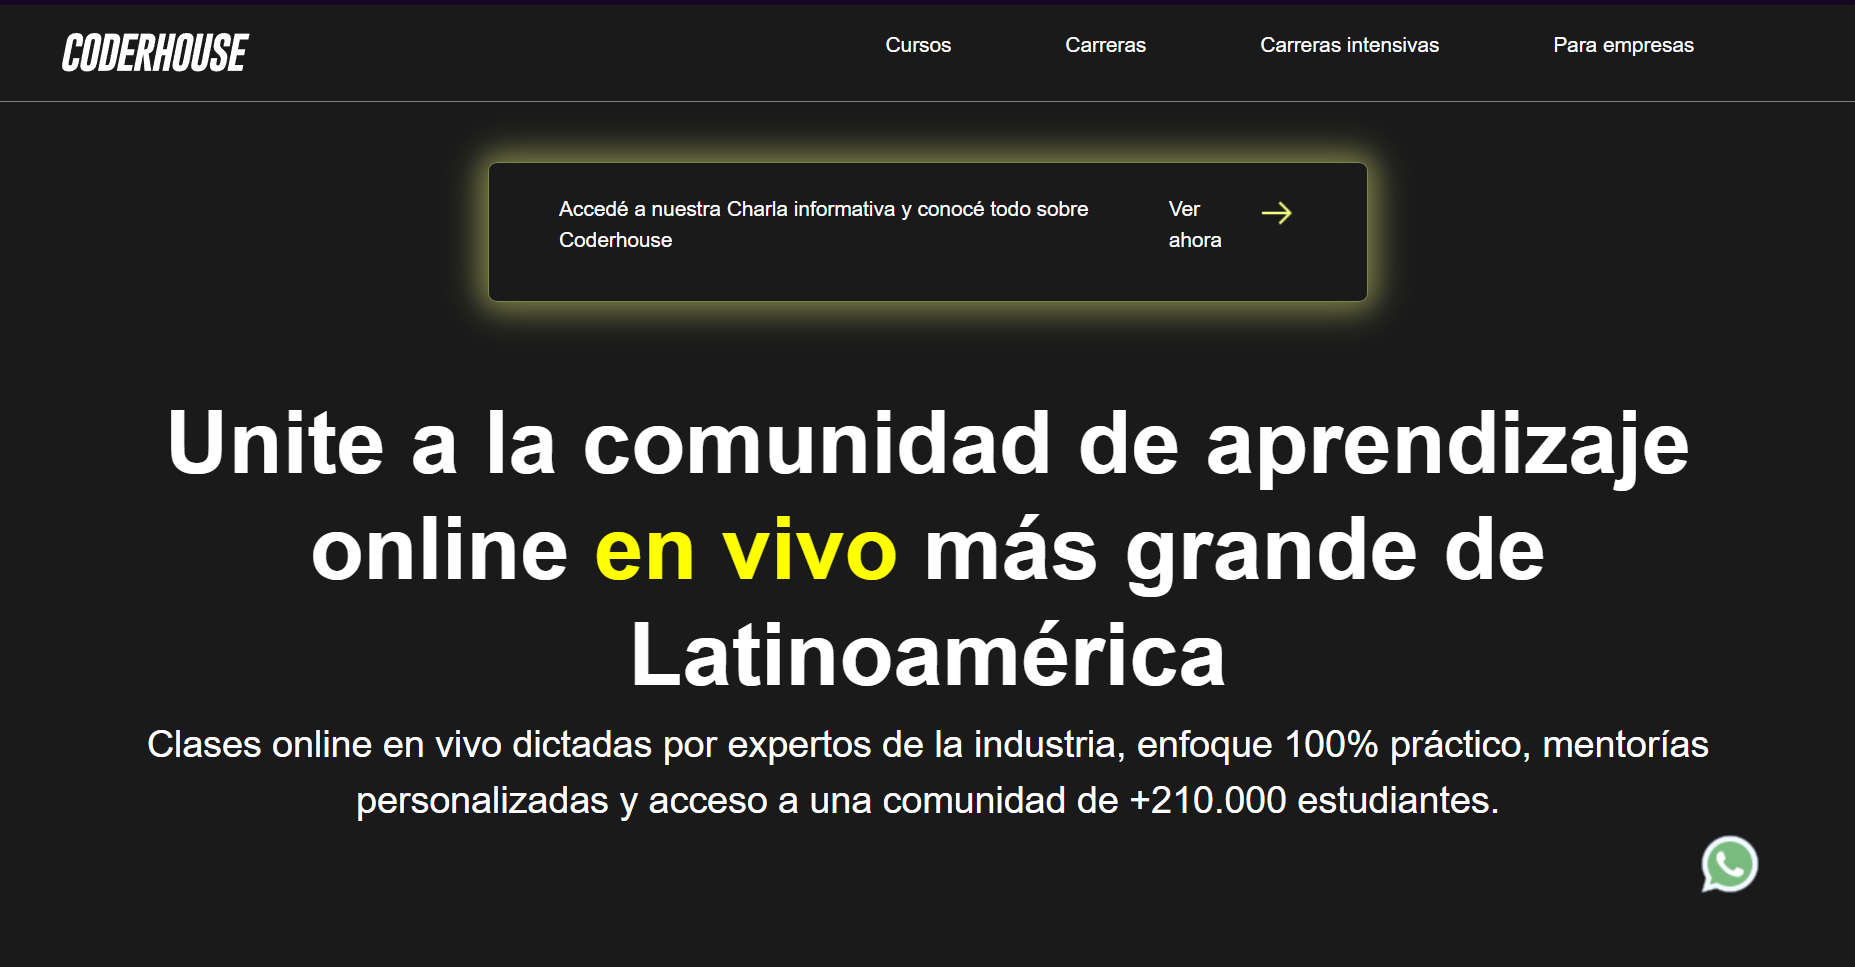 CODERHOUSE
Cursos
Carreras
Carreras intensivas
Para empresas
Accedé a nuestra Charla informativa y conocé todo sobre
Coderhouse
Ver
ahora
Unite a la comunidad de aprendizaje
online en vivo más grande de
Latinoamérica
Clases online en vivo dictadas por expertos de la industria, enfoque 100% práctico, mentorías
personalizadas y acceso a una comunidad de +210.000 estudiantes.